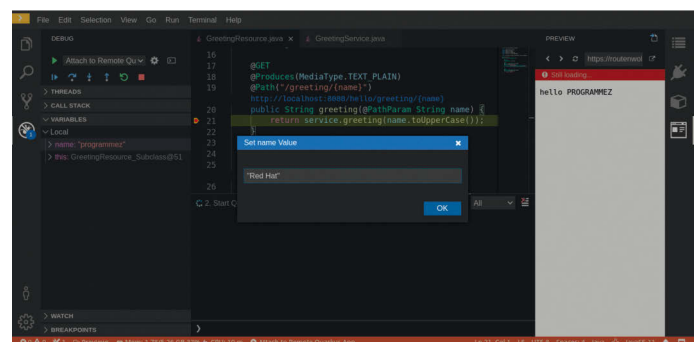 File Edit Selection View Go Run Terminal Help
DEBUG
Attach to Remote Qu
THREADS
CALL STACK
VARIABLES
Local
name: "programmez"
this: GreetingResource_Subclass@51
WATCH
BREAKPOINTS
GreetingResource.java × GreetingService.java
16
17 @GET
18 @Produces(MediaType.TEXT_PLAIN)
19 @Path("/greeting/{name}")
http://localhost:8080/hello/greeting/{name}
20 public String greeting(@PathParam String name) {
21 return service.greeting(name.toUpperCase());
22 }
23
24
25
26
Set name Value ×
"Red Hat"
OK
2. Start Q
All
PREVIEW
https://routenwol
Still loading...
hello PROGRAMMEZ